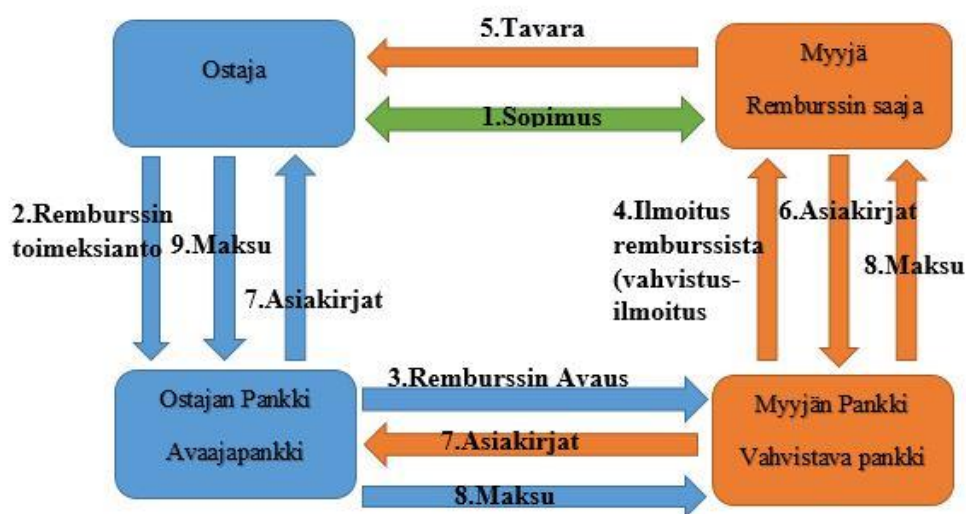 5.Tavara
Ostaja
Myyjä
Remburssin saaja
1.Sopimus
2.Remburssin
toimeksianto
9.Maksu
7.Asiakirjat
4.Ilmoitus
remburssista
(vahvistus-
ilmoitus
6.Asiakirjat
8.Maksu
3.Remburssin Avaus
Ostajan Pankki
Avaajapankki
Myyjän Pankki
Vahvistava pankki
7.Asiakirjat
8.Maksu